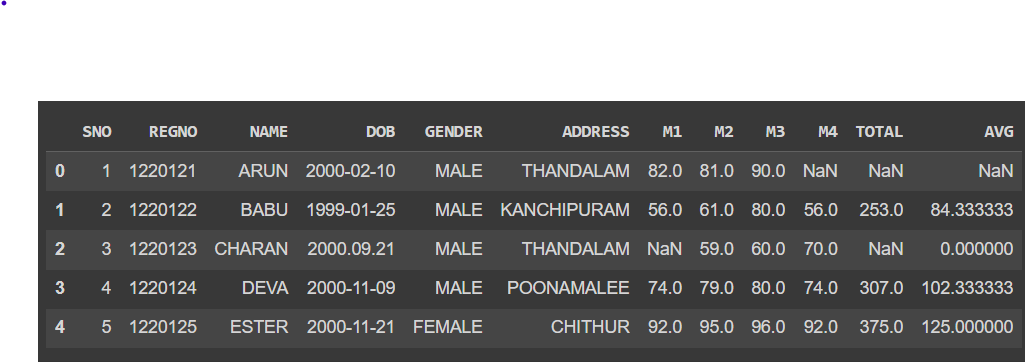 SNO REGNO NAME DOB GENDER ADDRESS M1 M2 M3 M4 TOTAL AVG
0 1 1220121 ARUN 2000-02-10 MALE THANDALAM 82.0 81.0 90.0 NaN NaN NaN
1 2 1220122 BABU 1999-01-25 MALE KANCHIPURAM 56.0 61.0 80.0 56.0 253.0 84.333333
2 3 1220123 CHARAN 2000.09.21 MALE THANDALAM NaN 59.0 60.0 70.0 NaN 0.000000
3 4 1220124 DEVA 2000-11-09 MALE POONAMALEE 74.0 79.0 80.0 74.0 307.0 102.333333
4 5 1220125 ESTER 2000-11-21 FEMALE CHITHUR 92.0 95.0 96.0 92.0 375.0 125.000000